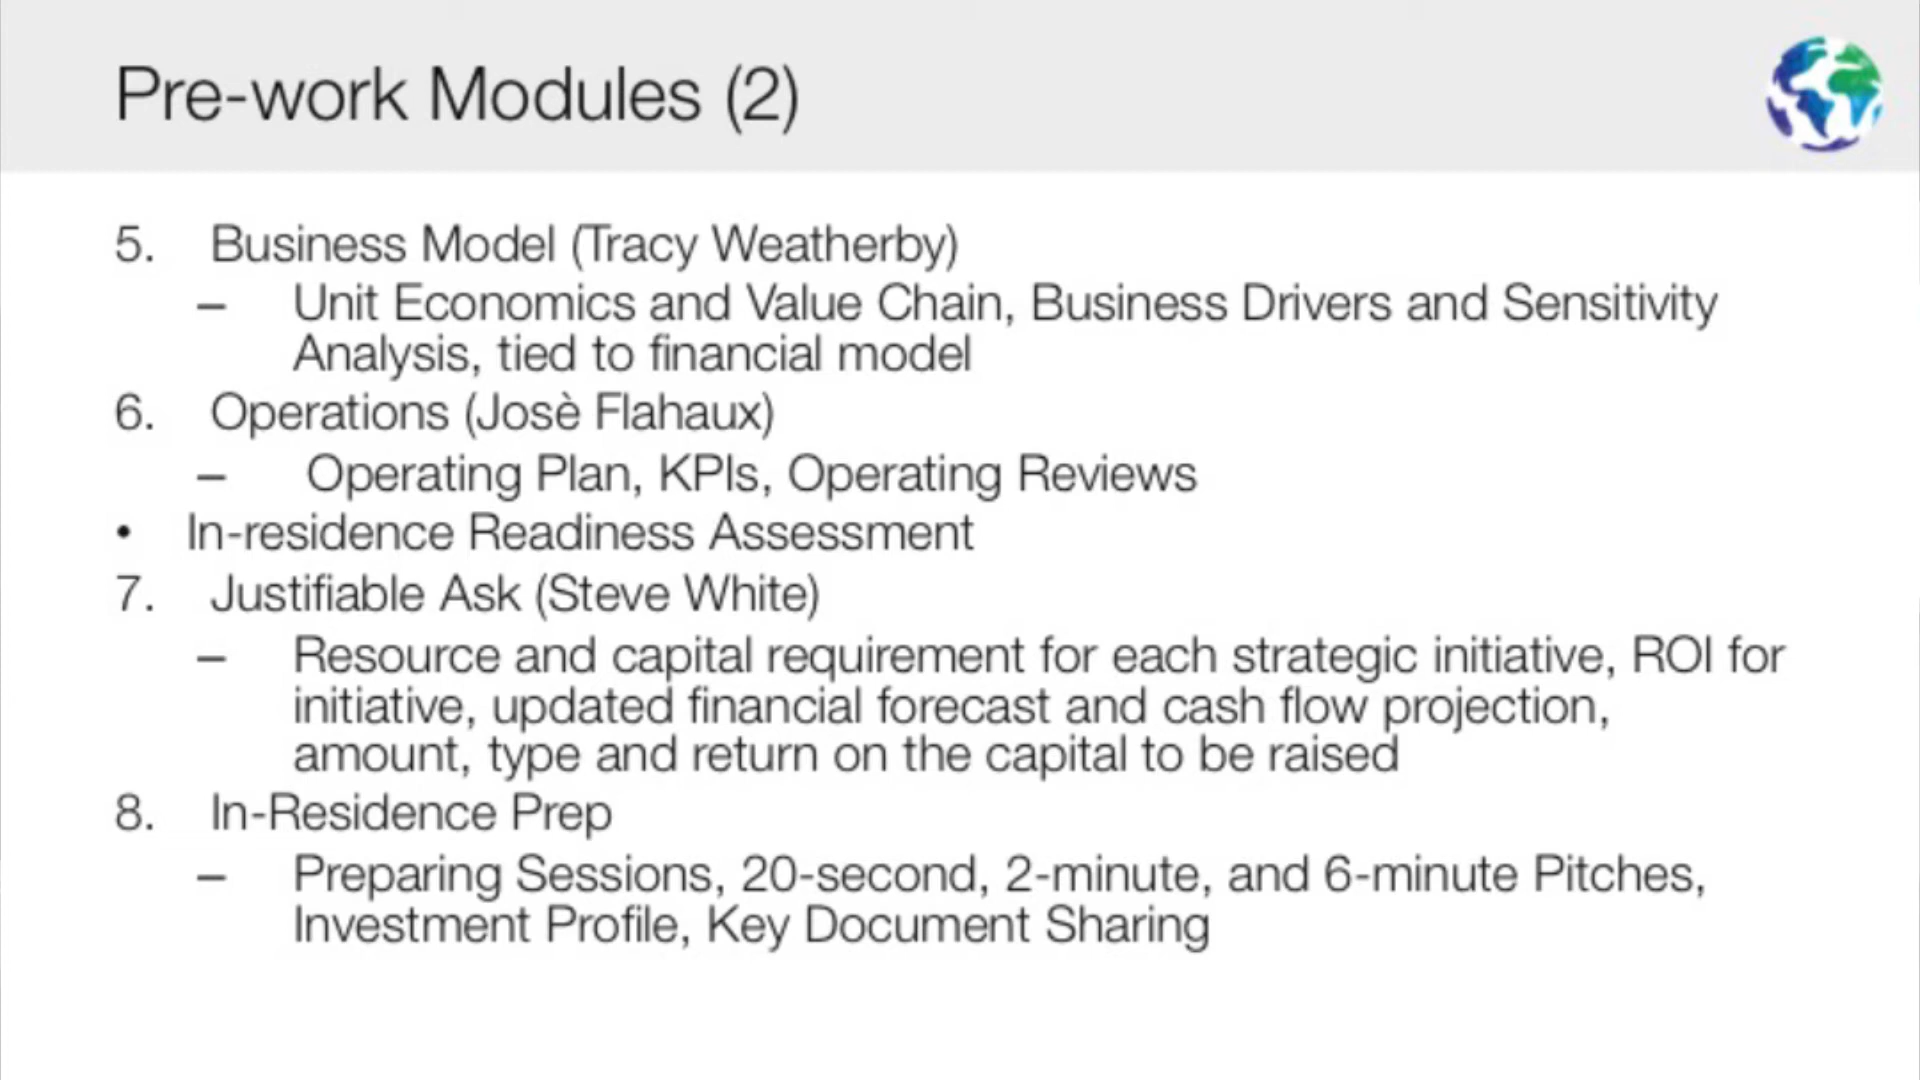 Pre-work Modules (2)
5. Business Model (Tracy Weatherby)
– Unit Economics and Value Chain, Business Drivers and Sensitivity
Analysis, tied to financial model
6. Operations (Josè Flahaux)
– Operating Plan, KPIs, Operating Reviews
• In-residence Readiness Assessment
7. Justifiable Ask (Steve White)
– Resource and capital requirement for each strategic initiative, ROI for
initiative, updated financial forecast and cash flow projection,
amount, type and return on the capital to be raised
8. In-Residence Prep
– Preparing Sessions, 20-second, 2-minute, and 6-minute Pitches,
Investment Profile, Key Document Sharing